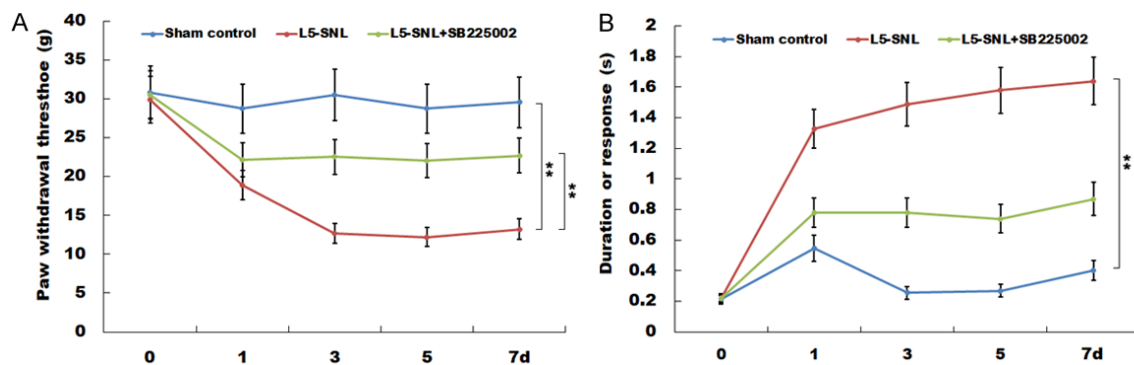 A
Sham control L5-SNL L5-SNL+SB225002
Paw withdrawal thresthoe (g)
40
35
30
25
20
15
10
5
0
0 1 3 5 7d
**
**
B
Sham control L5-SNL L5-SNL+SB225002
Duration or response (s)
2
1.8
1.6
1.4
1.2
1
0.8
0.6
0.4
0.2
0
0 1 3 5 7d
**